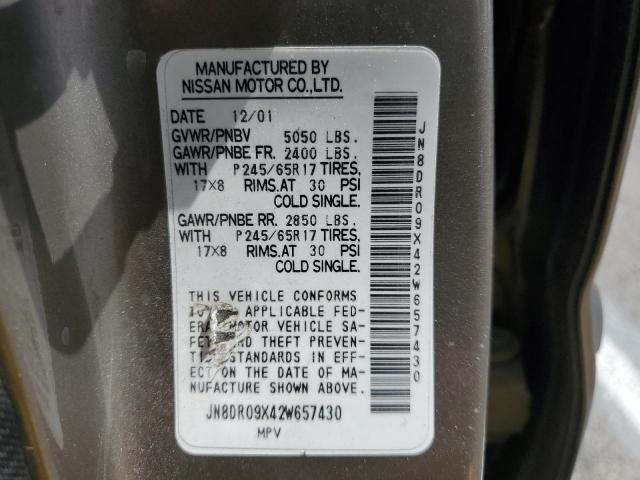 MANUFACTURED BY
NISSAN MOTOR CO.,LTD.
DATE 12/01
GVWR/PNBV 5050 LBS.
GAWR/PNBE FR. 2400 LBS.
WITH P245/65R17 TIRES,
17X8 RIMS.AT 30 PSI
COLD SINGLE.
GAWR/PNBE RR. 2850 LBS.
WITH P245/65R17 TIRES,
17X8 RIMS.AT 30 PSI
COLD SINGLE.
THIS VEHICLE CONFORMS
APPLICABLE FED-
MOTOR VEHICLE SA-
THEFT PREVEN-
STANDARDS IN EFF-
ECT ON THE DATE OF MA-
NUFACTURE SHOWN ABOVE.
JN8DR09X42W657430
MPV
JN8DR09X42W657430